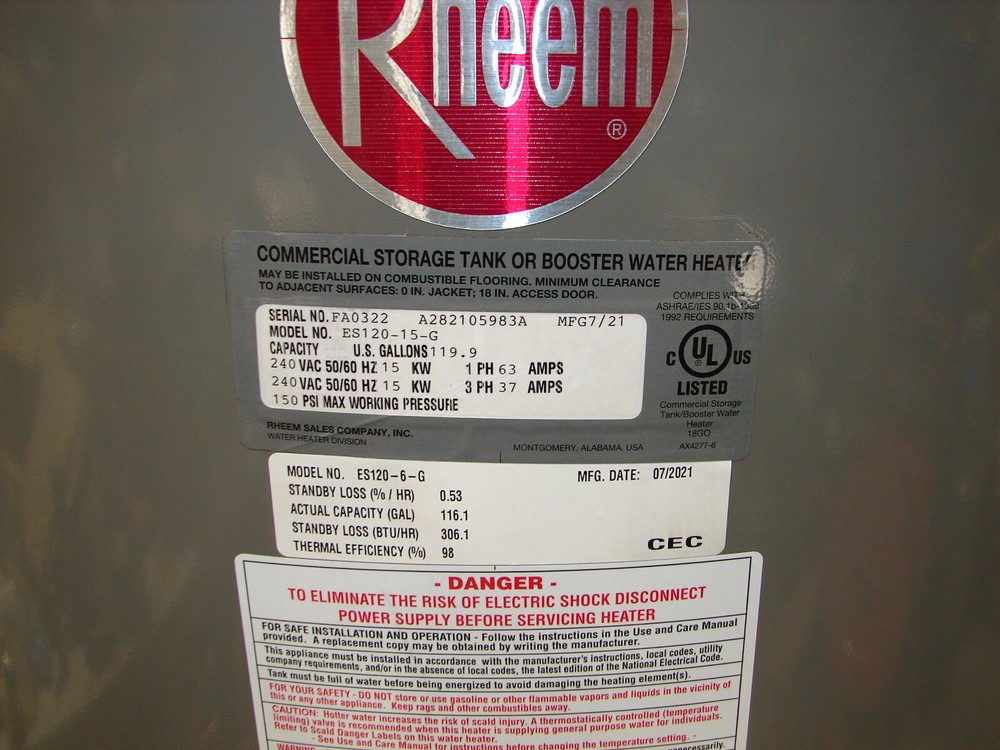 Rheem
®
COMMERCIAL STORAGE TANK OR BOOSTER WATER HEATER
MAY BE INSTALLED ON COMBUSTIBLE FLOORING. MINIMUM CLEARANCE
TO ADJACENT SURFACES: 0 IN. JACKET; 18 IN. ACCESS DOOR.
COMPLIES WITH
ASHRAE/IES 90.1b-1992
1992 REQUIREMENTS
SERIAL NO. FA0322 A282105983A MFG7/21
MODEL NO. ES120-15-G
CAPACITY U.S. GALLONS 119.9
240 VAC 50/60 HZ 15 KW 1 PH 63 AMPS
240 VAC 50/60 HZ 15 KW 3 PH 37 AMPS
150 PSI MAX WORKING PRESSURE
C UL ® US
LISTED
Commercial Storage
Tank/Booster Water
Heater
18GO
AX4277-6
RHEEM SALES COMPANY, INC.
WATER HEATER DIVISION
MONTGOMERY, ALABAMA, USA
MODEL NO. ES120-6-G MFG. DATE: 07/2021
STANDBY LOSS (% / HR) 0.53
ACTUAL CAPACITY (GAL) 116.1
STANDBY LOSS (BTU/HR) 306.1
THERMAL EFFICIENCY (%) 98
CEC
- DANGER -
TO ELIMINATE THE RISK OF ELECTRIC SHOCK DISCONNECT
POWER SUPPLY BEFORE SERVICING HEATER
FOR SAFE INSTALLATION AND OPERATION - Follow the instructions in the Use and Care Manual
provided. A replacement copy may be obtained by writing the manufacturer.
This appliance must be installed in accordance with the manufacturer's instructions, local codes, utility
company requirements, and/or in the absence of local codes, the latest edition of the National Electrical Code.
Tank must be full of water before being energized to avoid damaging the heating element(s).
FOR YOUR SAFETY - DO NOT store or use gasoline or other flammable vapors and liquids in the vicinity of
this or any other appliance. Keep rags and other combustibles away.
CAUTION: Hotter water increases the risk of scald injury. A thermostatically controlled (temperature
limiting) valve is recommended when this heater is supplying general purpose water for individuals.
Refer to Scald Danger Labels on this water heater.
- See Use and Care Manual for instructions before changing the temperature setting. -
WARNING